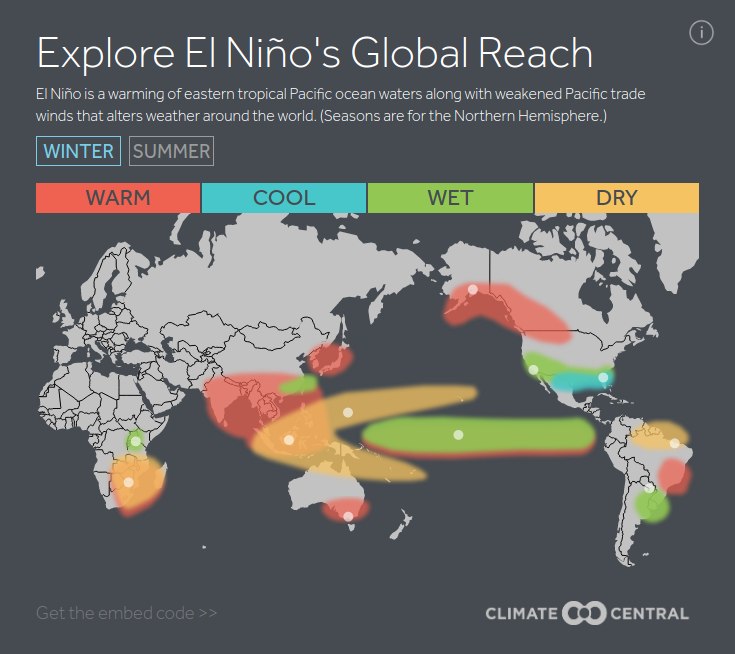 Explore El Niño's Global Reach
El Niño is a warming of eastern tropical Pacific ocean waters along with weakened Pacific trade
winds that alters weather around the world. (Seasons are for the Northern Hemisphere.)
WINTER SUMMER
WARM COOL WET DRY
Get the embed code >>
CLIMATE CENTRAL